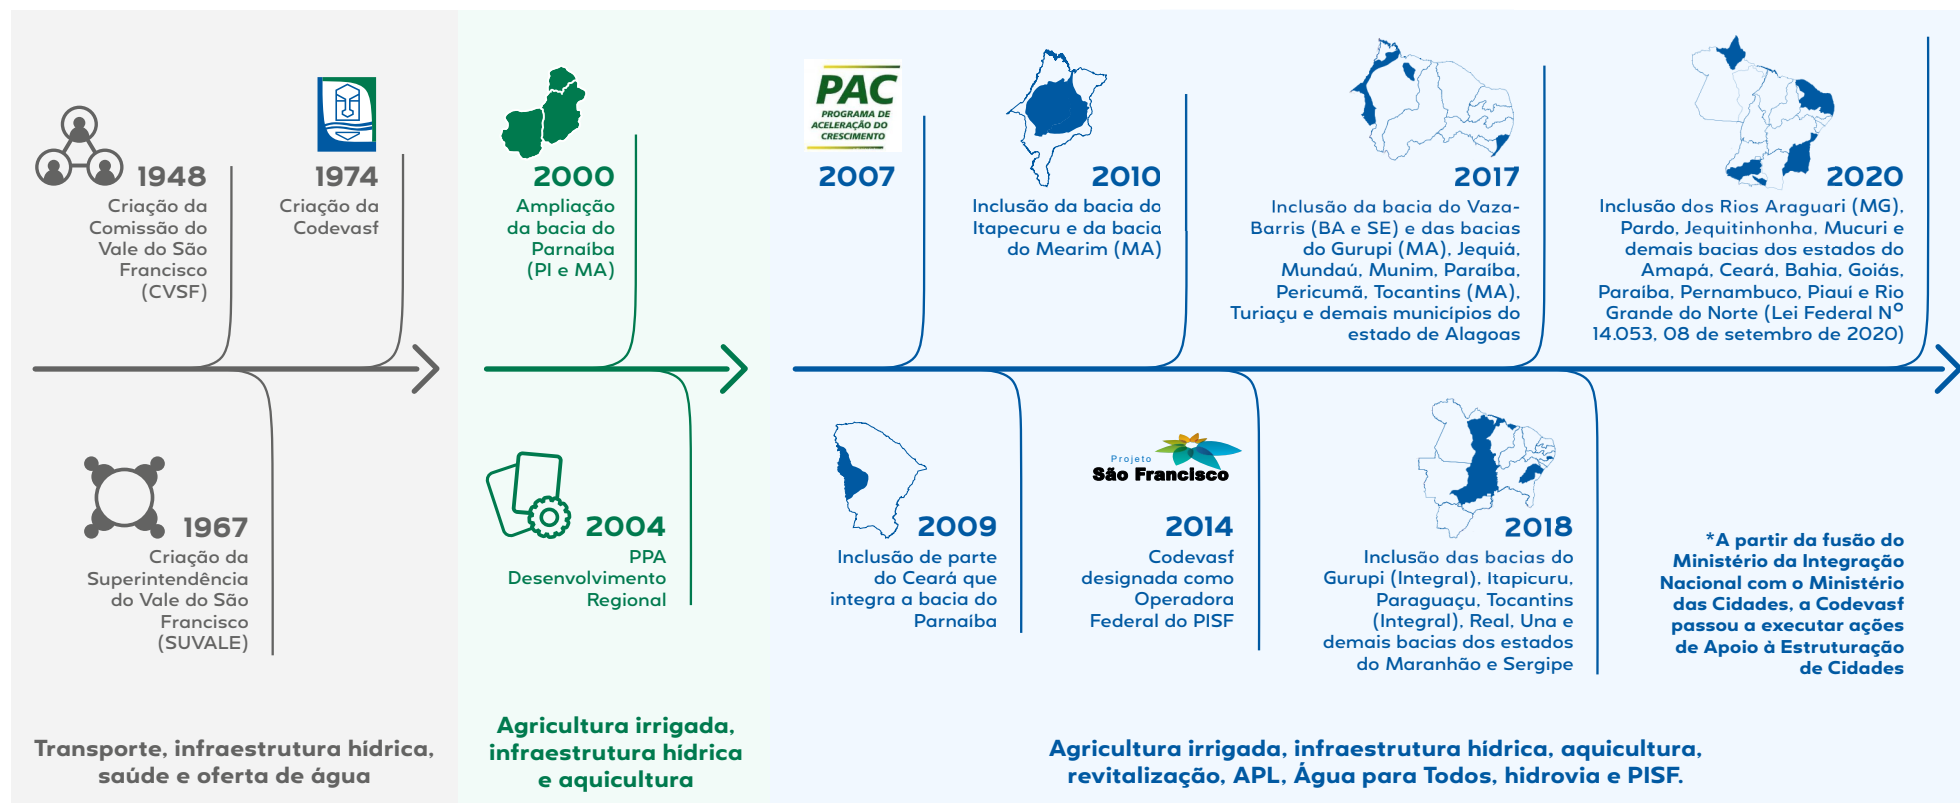 1948
Criação da
Comissão do
Vale do São
Francisco
(CVSF)
1974
Criação da
Codevasf
1967
Criação da
Superintendência
do Vale do São
Francisco
(SUVALE)
Transporte, infraestrutura hídrica,
saúde e oferta de água
2000
Ampliação
da bacia do
Parnaíba
(PI e MA)
2004
PPA
Desenvolvimento
Regional
Agricultura irrigada,
infraestrutura hídrica
e aquicultura
PAC
PROGRAMA DE
ACELERAÇÃO DO
CRESCIMENTO
2007
2010
Inclusão da bacia do
Itapecuru e da bacia
do Mearim (MA)
2017
Inclusão da bacia do Vaza-
Barris (BA e SE) e das bacias
do Gurupi (MA), Jequiá,
Mundaú, Munim, Paraíba,
Pericumã, Tocantins (MA),
Turiaçu e demais municípios do
estado de Alagoas
2020
Inclusão dos Rios Araguari (MG),
Pardo, Jequitinhonha, Mucuri e
demais bacias dos estados do
Amapá, Ceará, Bahia, Goiás,
Paraíba, Pernambuco, Piauí e Rio
Grande do Norte (Lei Federal Nº
14.053, 08 de setembro de 2020)
2009
Inclusão de parte
do Ceará que
integra a bacia do
Parnaíba
Projeto
São Francisco
2014
Codevasf
designada como
Operadora
Federal do PISF
2018
Inclusão das bacias do
Gurupi (Integral), Itapicuru,
Paraguaçu, Tocantins
(Integral), Real, Una e
demais bacias dos estados
do Maranhão e Sergipe
*A partir da fusão do
Ministério da Integração
Nacional com o Ministério
das Cidades, a Codevasf
passou a executar ações
de Apoio à Estruturação
de Cidades
Agricultura irrigada, infraestrutura hídrica, aquicultura,
revitalização, APL, Água para Todos, hidrovia e PISF.